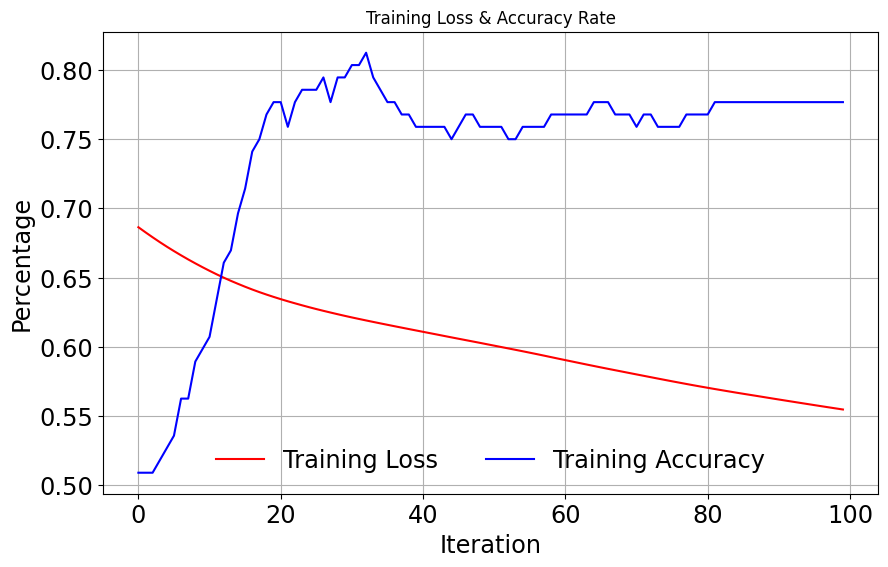 Training Loss & Accuracy Rate
Percentage
0.80
0.75
0.70
0.65
0.60
0.55
0.50
Training Loss
Training Accuracy
0 20 40 60 80 100
Iteration